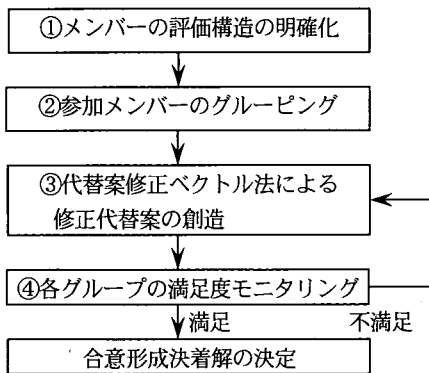 ①メンバーの評価構造の明確化
②参加メンバーのグルーピング
③代替案修正ベクトル法による
修正代替案の創造
④各グループの満足度モニタリング
満足 不満足
合意形成決着解の決定